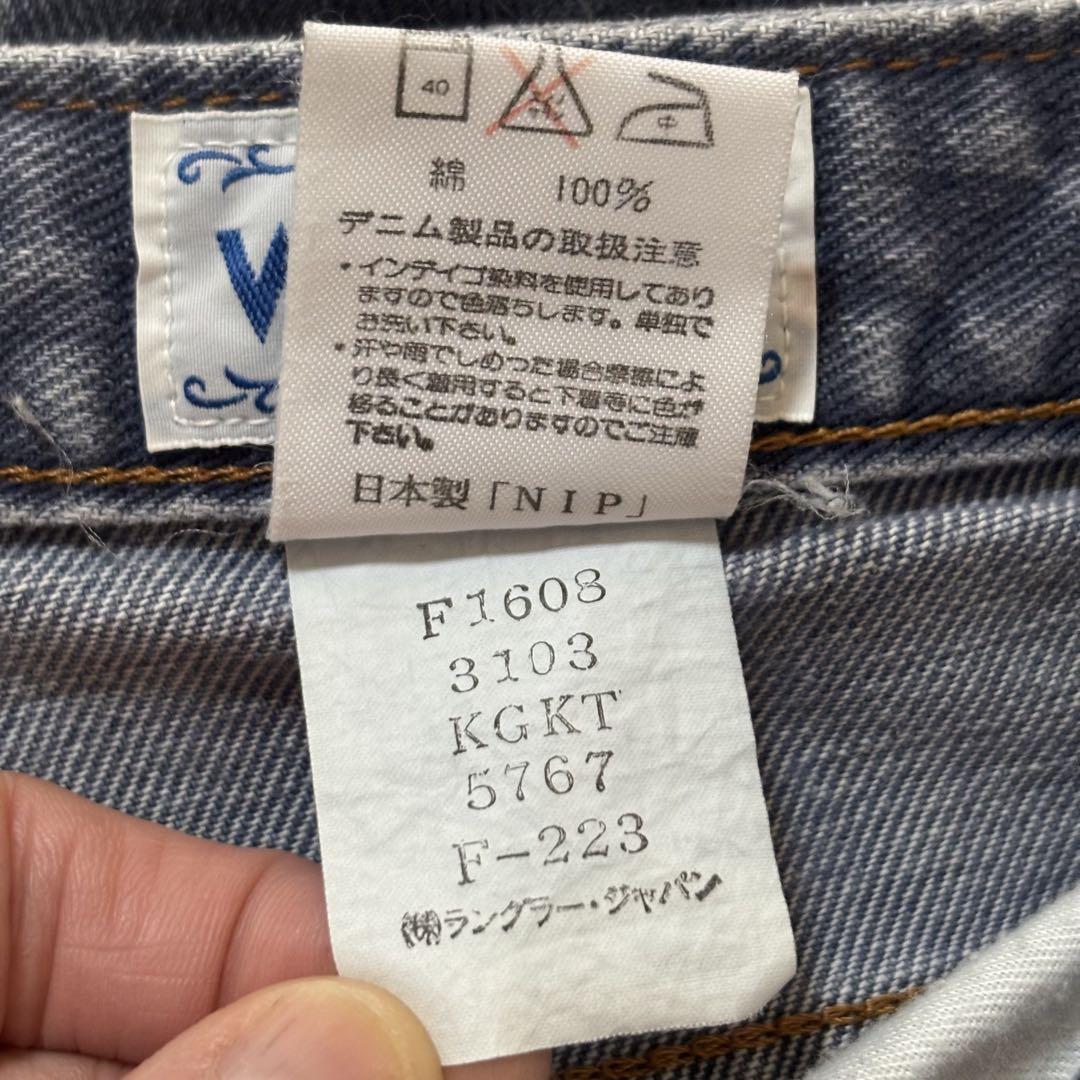 40 エンソ 中
綿 100%
デニム製品の取扱注意
・インデイゴ染料を使用してあり
ますので色落ちします。単独で
お洗い下さい。
・汗や雨でしめった場合摩擦によ
り長く着用すると下着等に色が
移ることがありますのでご注意
下さい。
日本製「NIP」
F1608
3103
KGKT
5767
F-223
㈱ラングラー・ジャパン
W